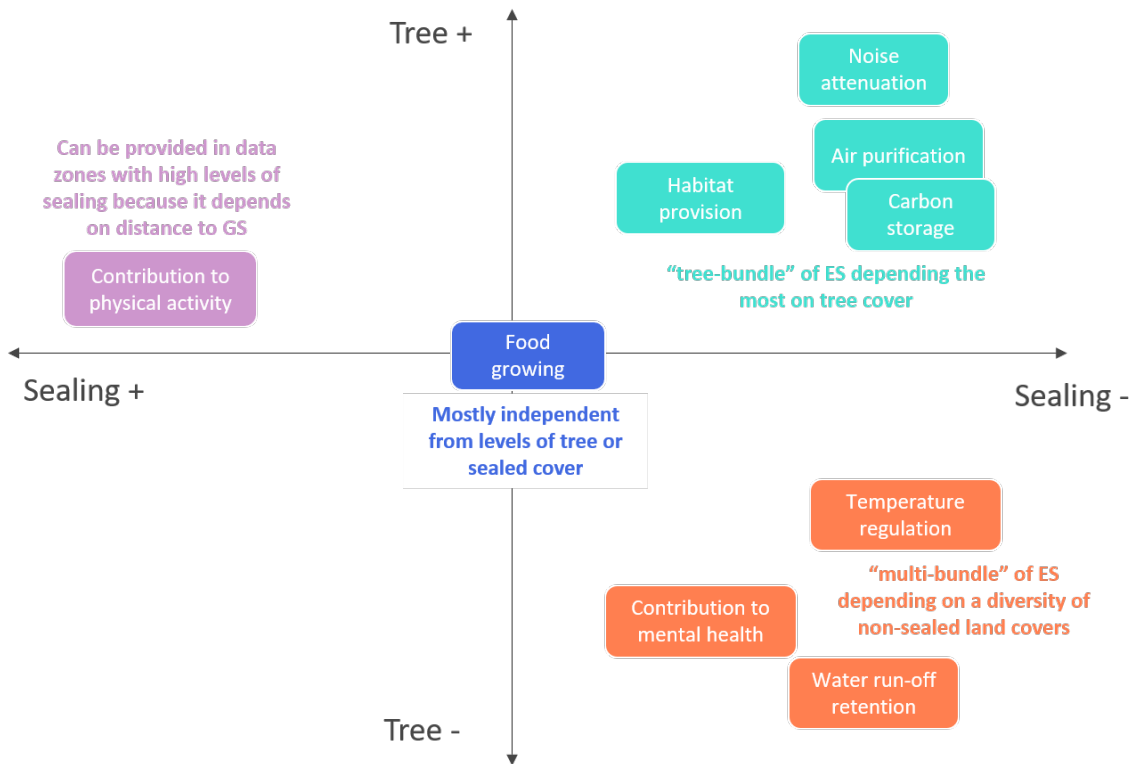 Tree +
Noise
attenuation
Can be provided in data
zones with high levels of
sealing because it depends
on distance to GS
Air purification
Habitat
provision
Carbon
storage
Contribution to
physical activity
“tree-bundle” of ES depending the
most on tree cover
Food
growing
Sealing +
Sealing -
Mostly independent
from levels of tree or
sealed cover
Temperature
regulation
“multi-bundle” of ES
depending on a diversity of
non-sealed land covers
Contribution to
mental health
Water run-off
retention
Tree -